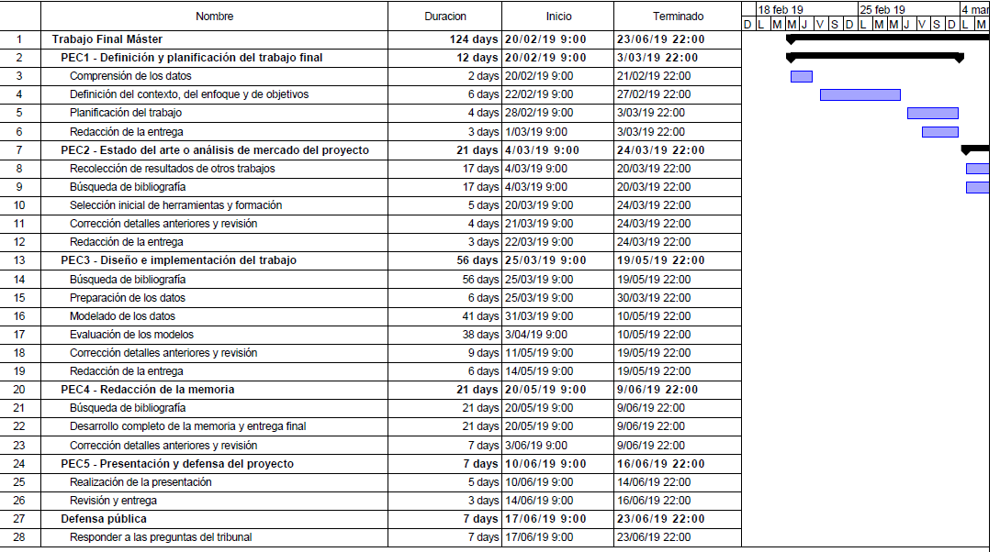 Nombre Duracion Inicio Terminado 18 feb 19 25 feb 19 4 mar
D L M M J V S D L M M J V S D L M
1 Trabajo Final Máster 124 days 20/02/19 9:00 23/06/19 22:00
2 PEC1 - Definición y planificación del trabajo final 12 days 20/02/19 9:00 3/03/19 22:00
3 Comprensión de los datos 2 days 20/02/19 9:00 21/02/19 22:00
4 Definición del contexto, del enfoque y de objetivos 6 days 22/02/19 9:00 27/02/19 22:00
5 Planificación del trabajo 4 days 28/02/19 9:00 3/03/19 22:00
6 Redacción de la entrega 3 days 1/03/19 9:00 3/03/19 22:00
7 PEC2 - Estado del arte o análisis de mercado del proyecto 21 days 4/03/19 9:00 24/03/19 22:00
8 Recolección de resultados de otros trabajos 17 days 4/03/19 9:00 20/03/19 22:00
9 Búsqueda de bibliografía 17 days 4/03/19 9:00 20/03/19 22:00
10 Selección inicial de herramientas y formación 5 days 20/03/19 9:00 24/03/19 22:00
11 Corrección detalles anteriores y revisión 4 days 21/03/19 9:00 24/03/19 22:00
12 Redacción de la entrega 3 days 22/03/19 9:00 24/03/19 22:00
13 PEC3 - Diseño e implementación del trabajo 56 days 25/03/19 9:00 19/05/19 22:00
14 Búsqueda de bibliografía 56 days 25/03/19 9:00 19/05/19 22:00
15 Preparación de los datos 6 days 25/03/19 9:00 30/03/19 22:00
16 Modelado de los datos 41 days 31/03/19 9:00 10/05/19 22:00
17 Evaluación de los modelos 38 days 3/04/19 9:00 10/05/19 22:00
18 Corrección detalles anteriores y revisión 9 days 11/05/19 9:00 19/05/19 22:00
19 Redacción de la entrega 6 days 14/05/19 9:00 19/05/19 22:00
20 PEC4 - Redacción de la memoria 21 days 20/05/19 9:00 9/06/19 22:00
21 Búsqueda de bibliografía 21 days 20/05/19 9:00 9/06/19 22:00
22 Desarrollo completo de la memoria y entrega final 21 days 20/05/19 9:00 9/06/19 22:00
23 Corrección detalles anteriores y revisión 7 days 3/06/19 9:00 9/06/19 22:00
24 PEC5 - Presentación y defensa del proyecto 7 days 10/06/19 9:00 16/06/19 22:00
25 Realización de la presentación 5 days 10/06/19 9:00 14/06/19 22:00
26 Revisión y entrega 3 days 14/06/19 9:00 16/06/19 22:00
27 Defensa pública 7 days 17/06/19 9:00 23/06/19 22:00
28 Responder a las preguntas del tribunal 7 days 17/06/19 9:00 23/06/19 22:00